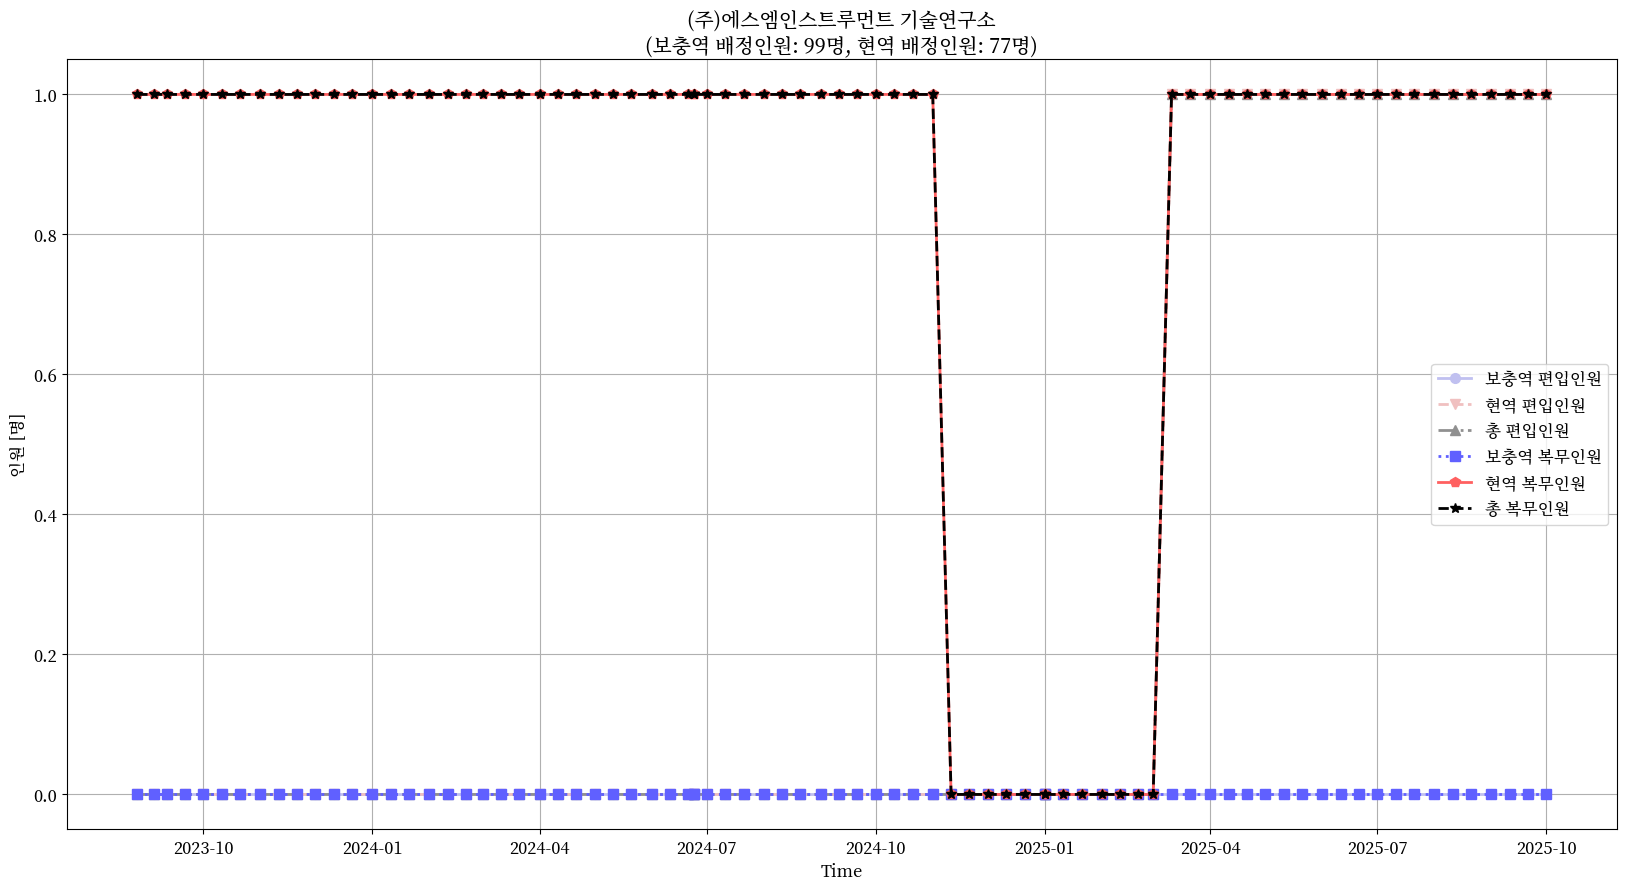 (주)에스엠인스트루먼트 기술연구소
(보충역 배정인원: 99명, 현역 배정인원: 77명)
1.0
0.8
0.6
0.4
0.2
0.0
인원 [명]
보충역 편입인원
현역 편입인원
총 편입인원
보충역 복무인원
현역 복무인원
총 복무인원
2023-10
2024-01
2024-04
2024-07
2024-10
2025-01
2025-04
2025-07
2025-10
Time